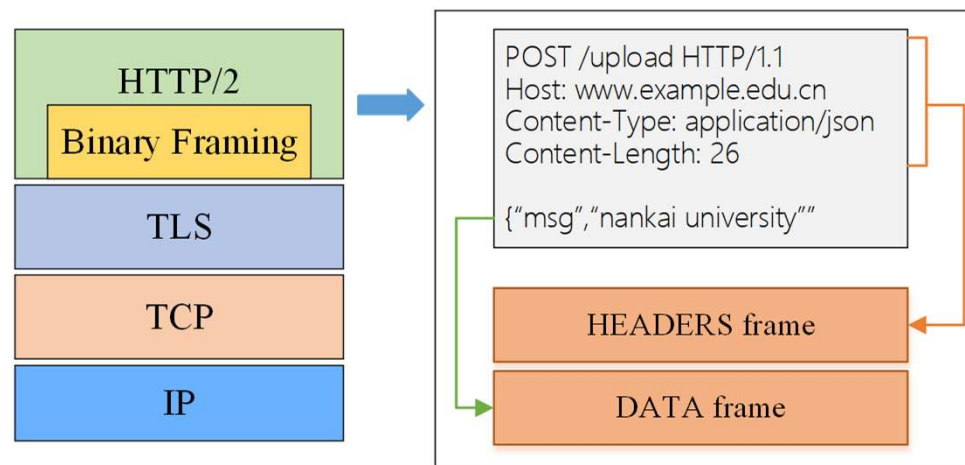 HTTP/2
Binary Framing
TLS
TCP
IP
POST /upload HTTP/1.1
Host: www.example.edu.cn
Content-Type: application/json
Content-Length: 26
{“msg”,“nankai university””
HEADERS frame
DATA frame